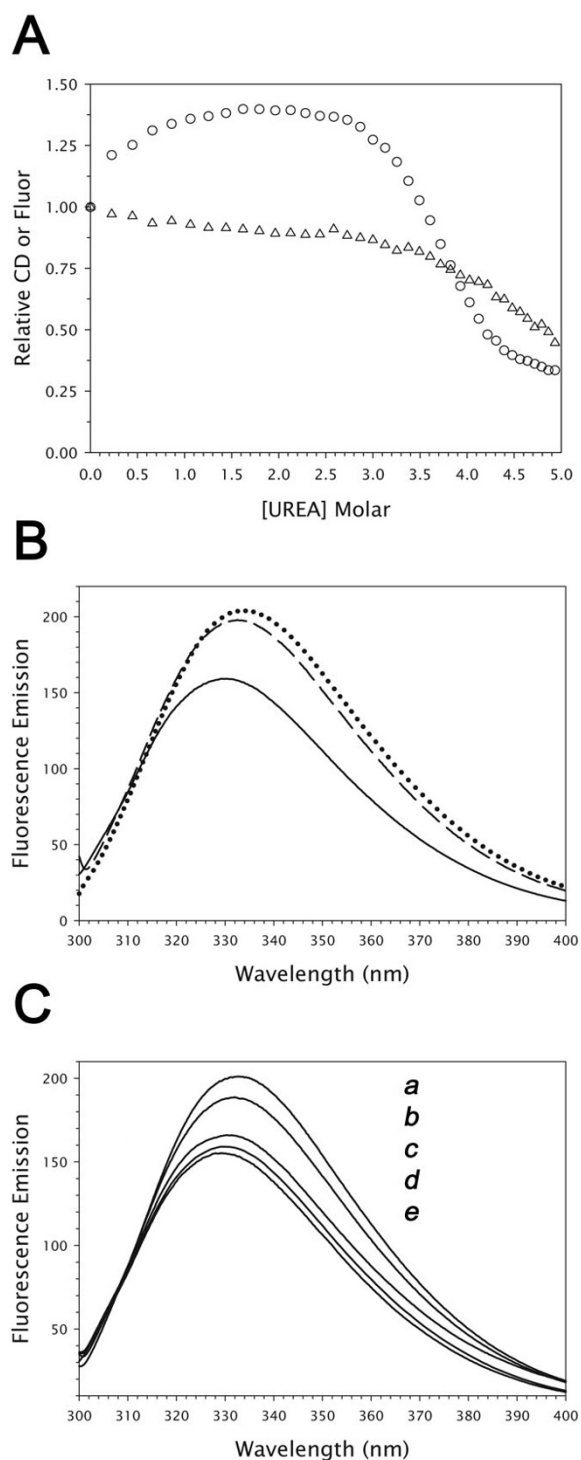 A
1.50
1.25
1.00
0.75
0.50
0.25
0.00
Relative CD or Fluor
0.0 0.5 1.0 1.5 2.0 2.5 3.0 3.5 4.0 4.5 5.0
[UREA] Molar
B
200
150
100
50
0
Fluorescence Emission
300 310 320 330 340 350 360 370 380 390 400
Wavelength (nm)
C
200
150
100
50
Fluorescence Emission
a
b
c
d
e
300 310 320 330 340 350 360 370 380 390 400
Wavelength (nm)